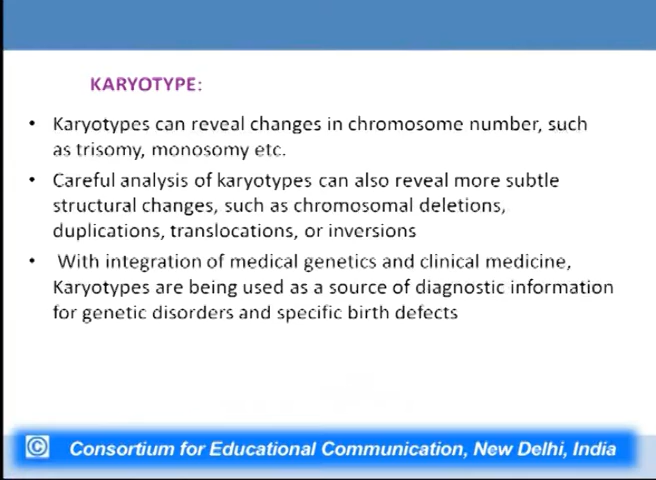 KARYOTYPE:
• Karyotypes can reveal changes in chromosome number, such
as trisomy, monosomy etc.
• Careful analysis of karyotypes can also reveal more subtle
structural changes, such as chromosomal deletions,
duplications, translocations, or inversions
• With integration of medical genetics and clinical medicine,
Karyotypes are being used as a source of diagnostic information
for genetic disorders and specific birth defects
© Consortium for Educational Communication, New Delhi, India